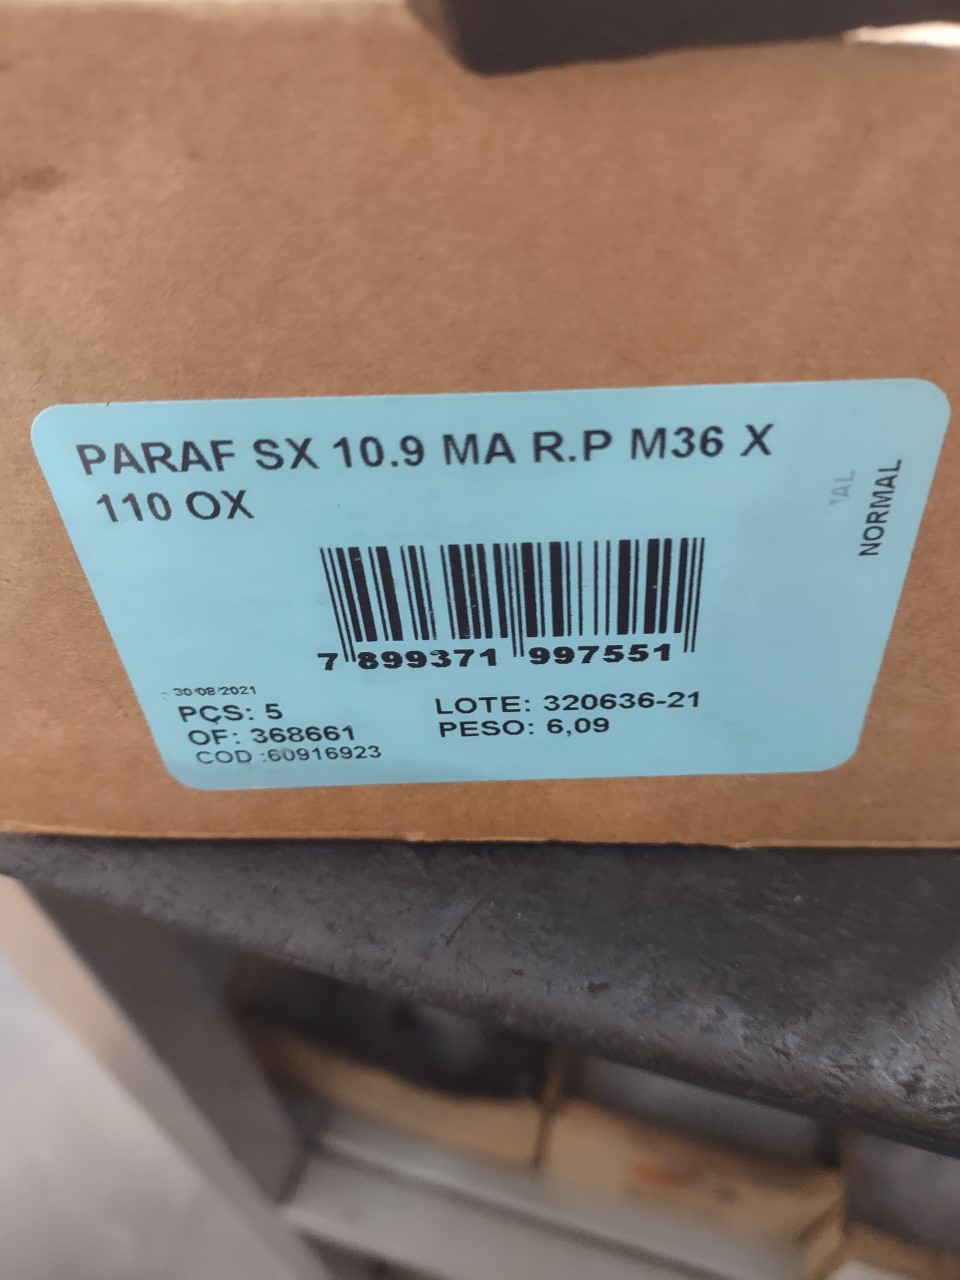 PARAF SX 10.9 MA R.P M36 X
110 OX
NORMAL
7 899371 997551
30/08/2021
PÇS: 5
LOTE: 320636-21
OF: 368661
PESO: 6,09
COD :60916923